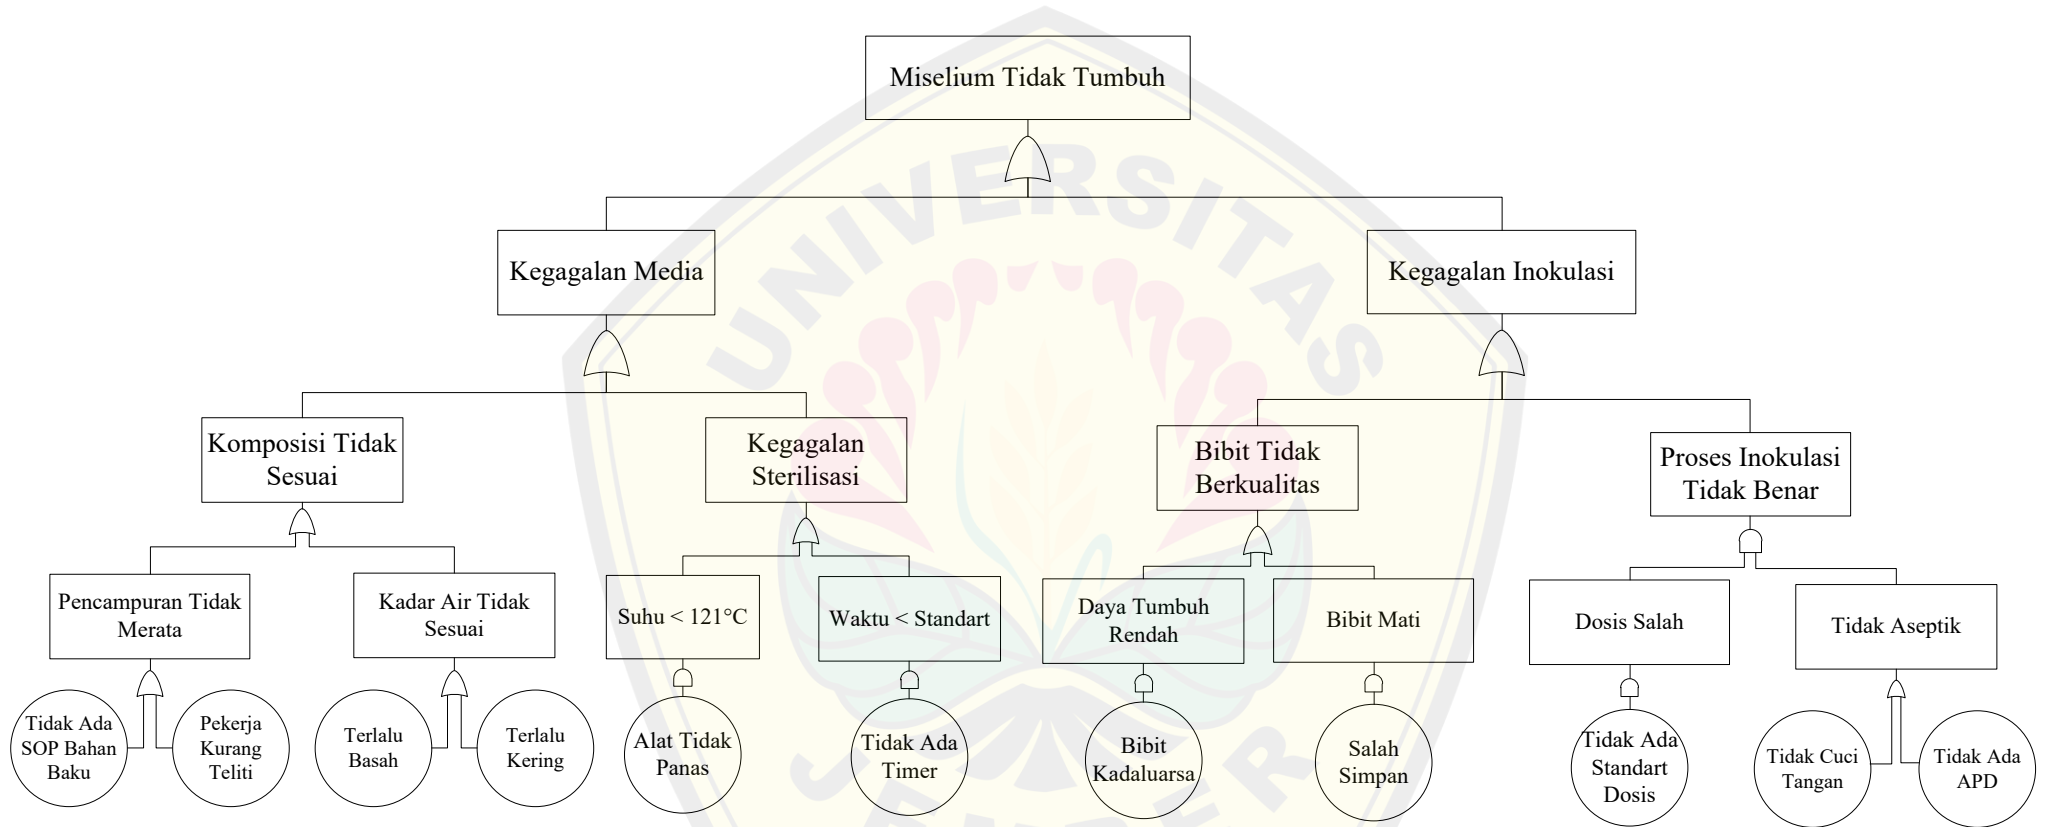 Miselium Tidak Tumbuh
UNIVERSITAS
Kegagalan Media
Kegagalan Inokulasi
Komposisi Tidak
Sesuai
Kegagalan
Sterilisasi
Bibit Tidak
Berkualitas
Proses Inokulasi
Tidak Benar
Pencampuran Tidak
Merata
Kadar Air Tidak
Sesuai
Suhu < 121°C
Waktu < Standart
Daya Tumbuh
Rendah
Bibit Mati
Dosis Salah
Tidak Aseptik
Tidak Ada
SOP Bahan
Baku
Pekerja
Kurang
Teliti
Terlalu
Basah
Terlalu
Kering
Alat Tidak
Panas
Tidak Ada
Timer
Bibit
Kadaluarsa
Salah
Simpan
Tidak Ada
Standart
Dosis
Tidak Cuci
Tangan
Tidak Ada
APD